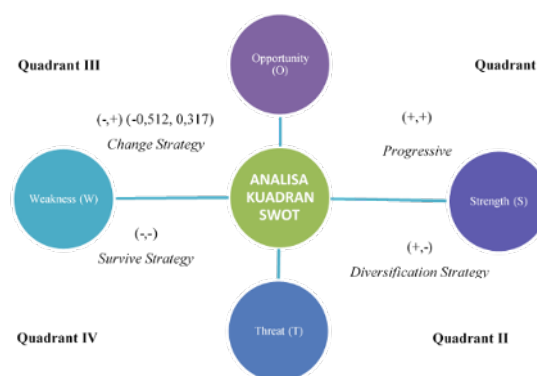 Quadrant III
Opportunity
(O)
Quadrant
(-,+) (-0,512, 0,317)
Change Strategy
(+,+)
Progressive
Weakness (W)
ANALISA
KUADRAN
SWOT
Strength (S)
(-,-)
Survive Strategy
(+,-)
Diversification Strategy
Quadrant IV
Threat (T)
Quadrant II